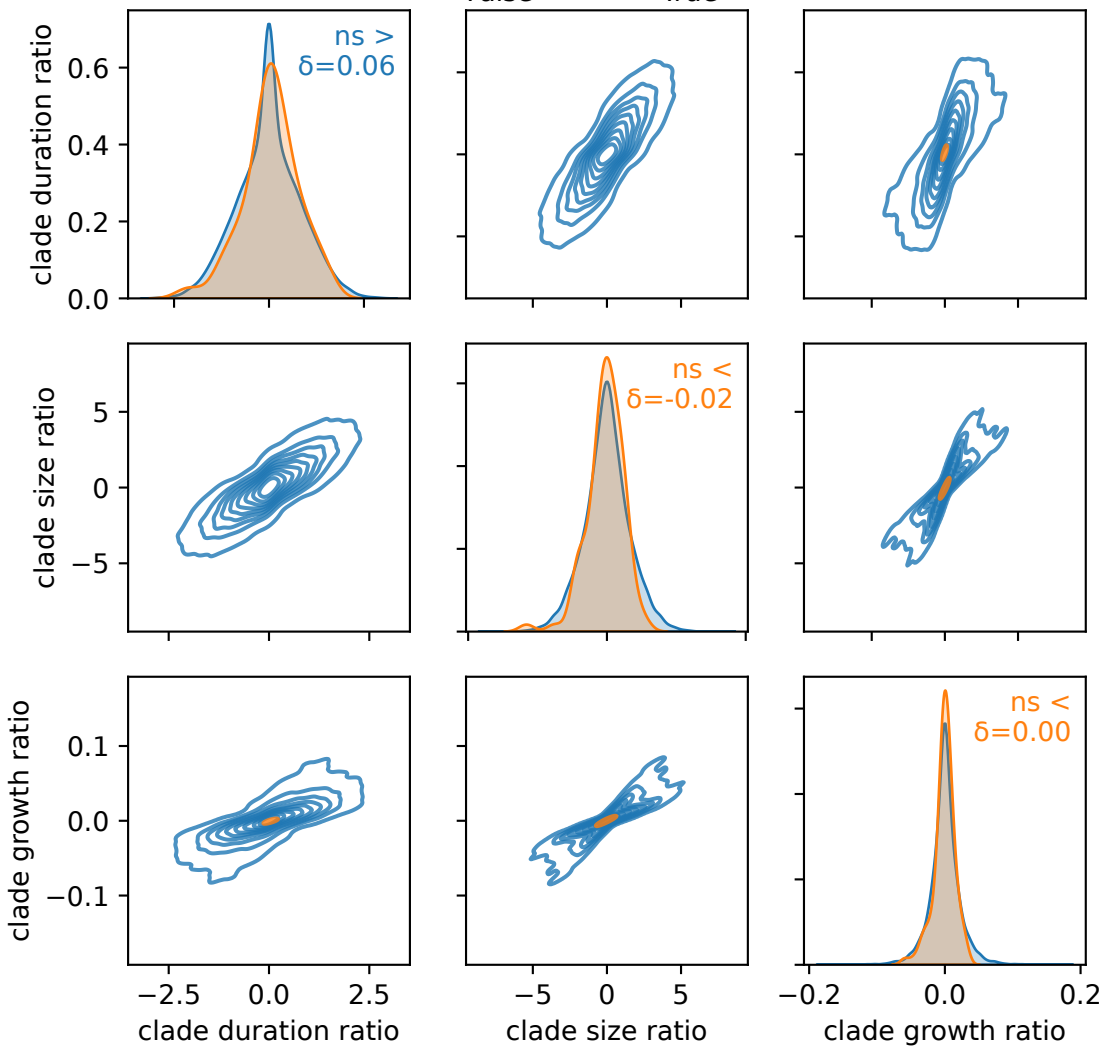 False True
clade duration ratio
0.6
0.4
0.2
0.0
ns >
δ=0.06
clade size ratio
5
0
−5
ns <
δ=-0.02
clade growth ratio
0.1
0.0
−0.1
ns <
δ=0.00
−2.5 0.0 2.5
−5 0 5
−0.2 0.0 0.2
clade duration ratio
clade size ratio
clade growth ratio